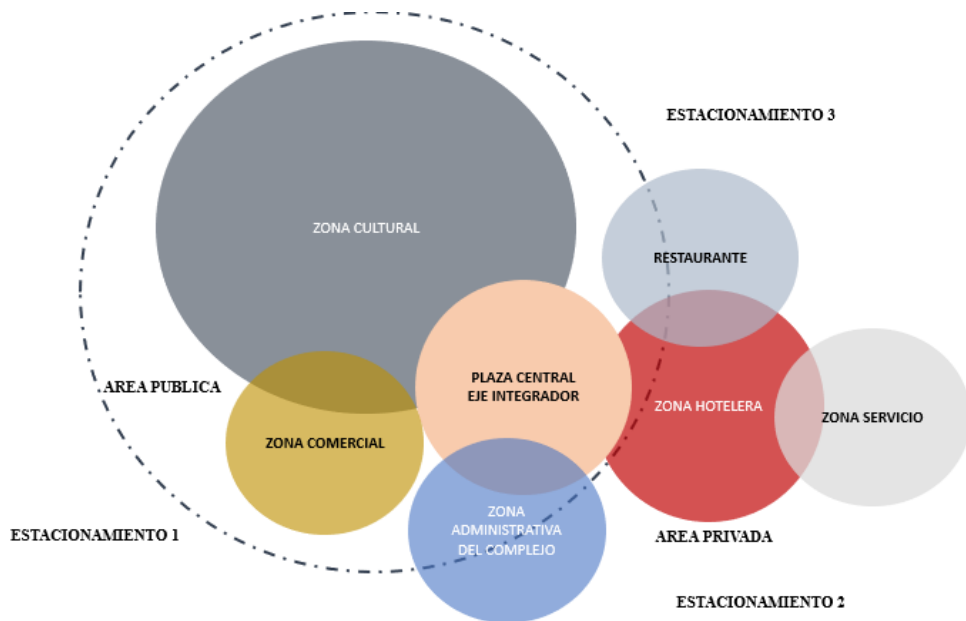 ESTACIONAMIENTO 3
ZONA CULTURAL
RESTAURANTE
PLAZA CENTRAL
EJE INTEGRADOR
AREA PUBLICA
ZONA HOTELERA
ZONA SERVICIO
ZONA COMERCIAL
ZONA
ADMINISTRATIVA
DEL COMPLEJO
ESTACIONAMIENTO 1
AREA PRIVADA
ESTACIONAMIENTO 2